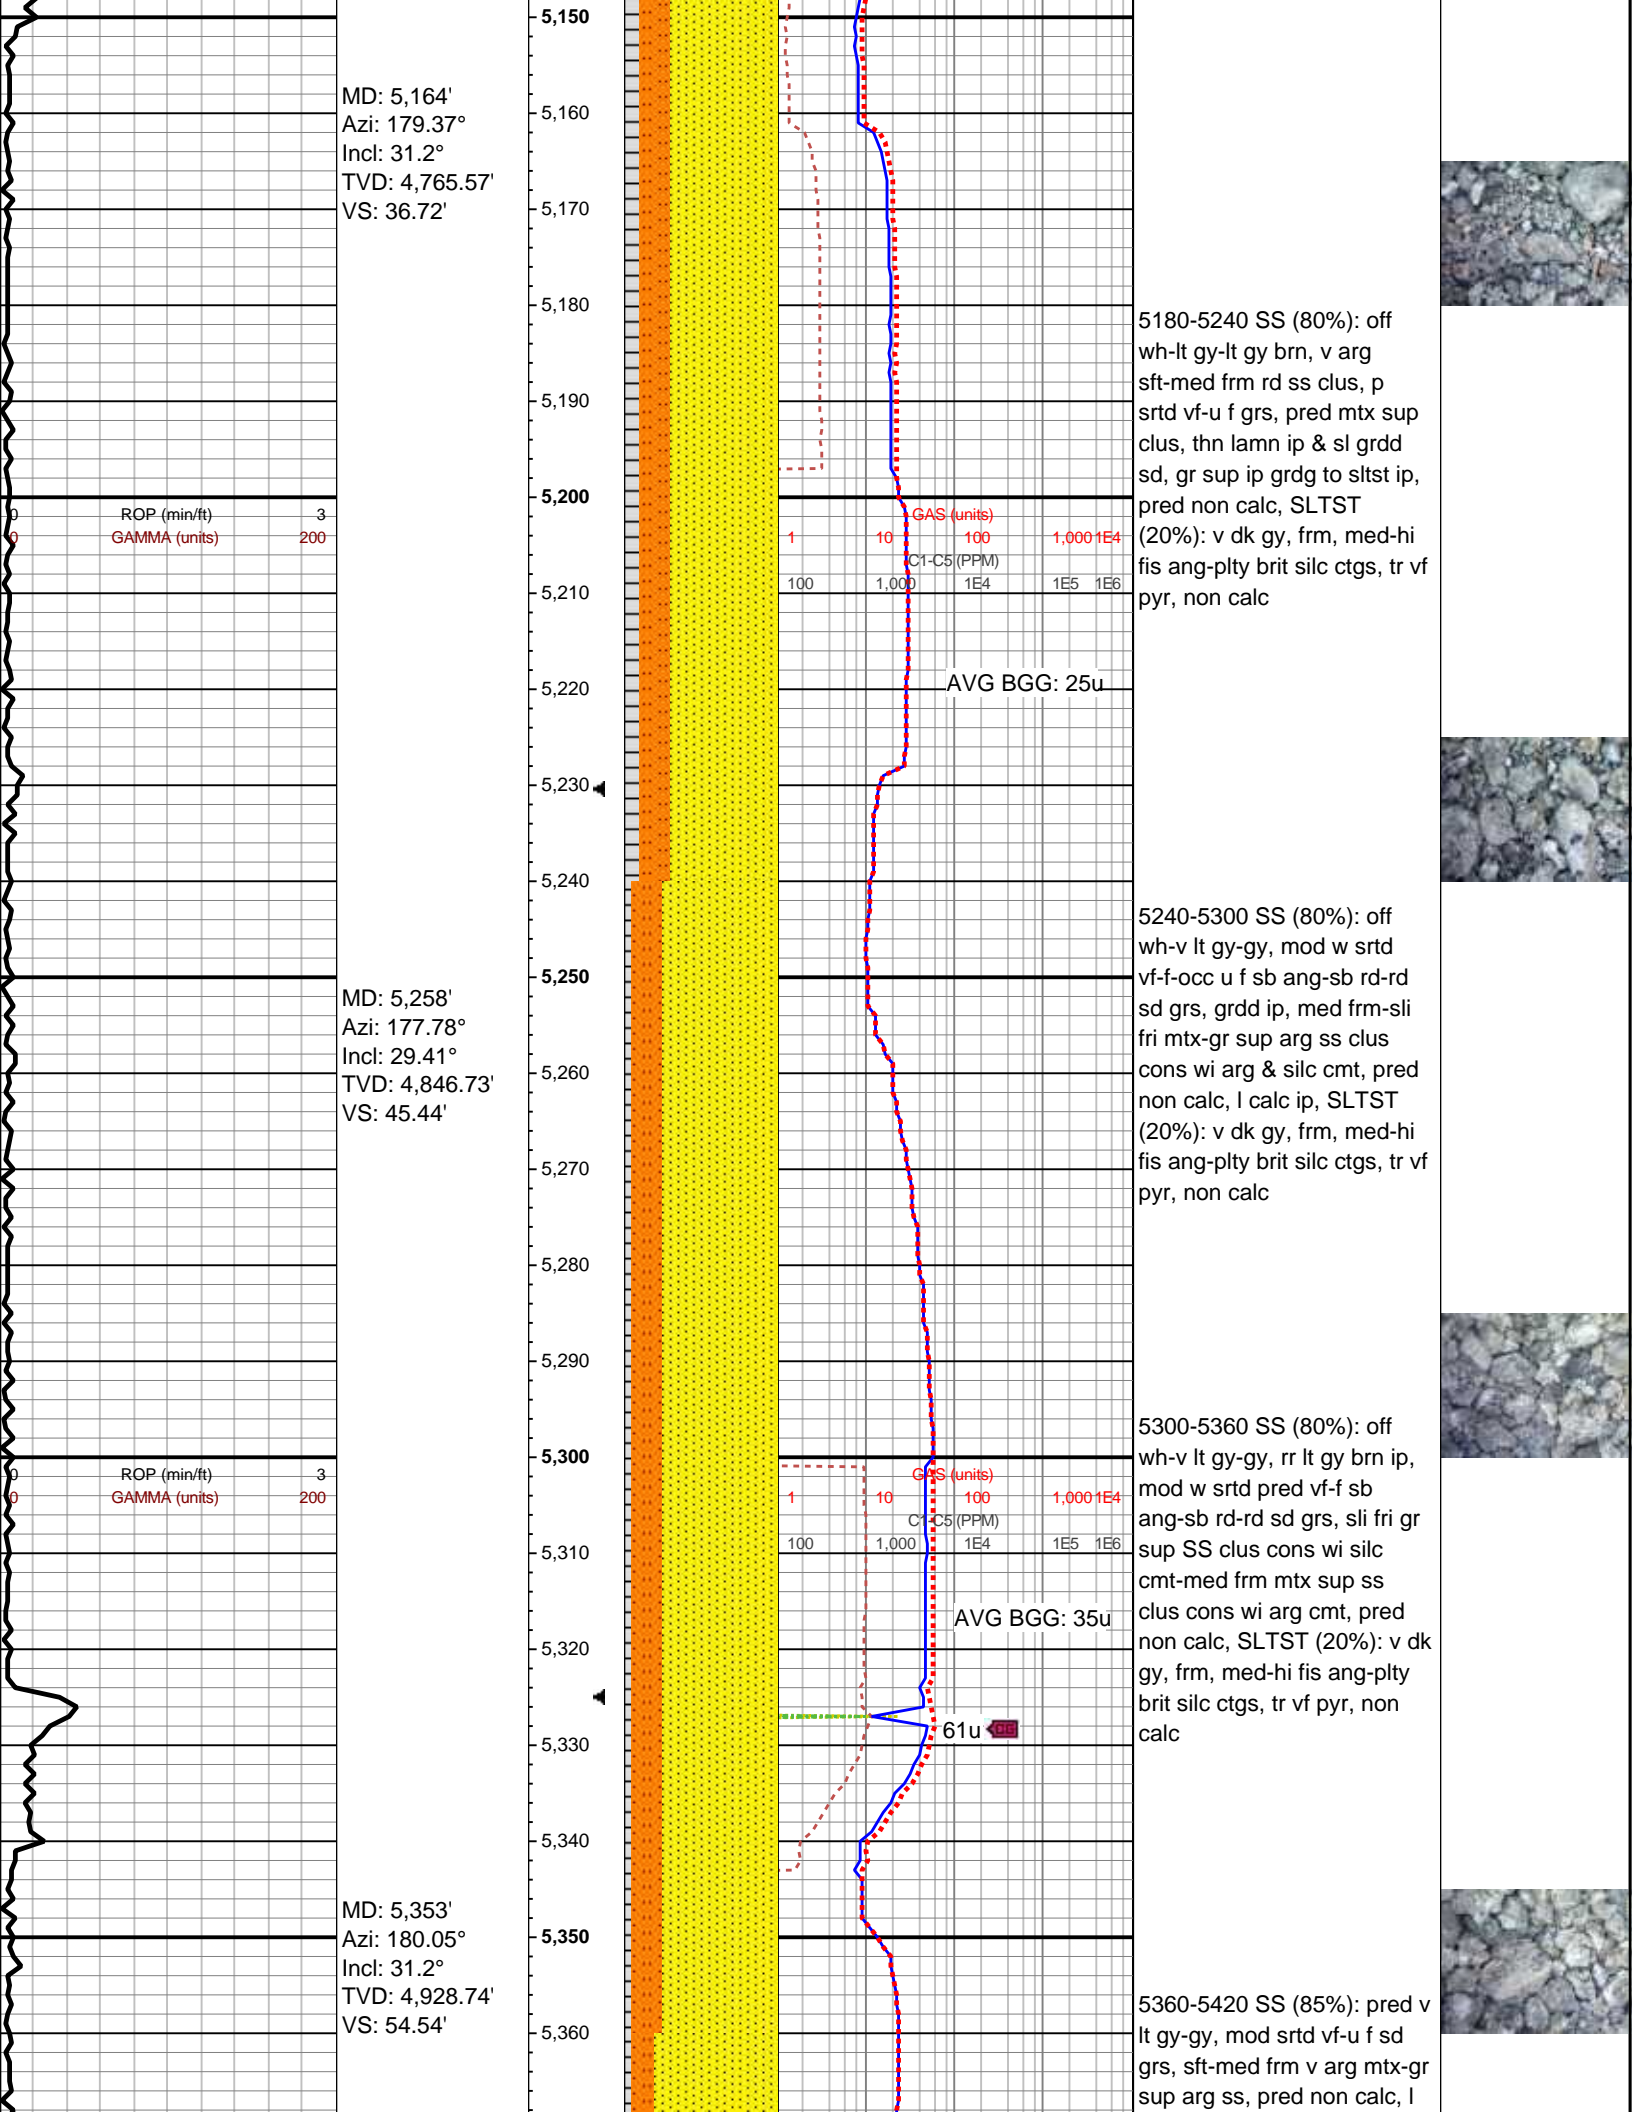 5,150
MD: 5,164'
Azi: 179.37°
Incl: 31.2°
TVD: 4,765.57'
VS: 36.72'
5,160
5,170
5,180
5,190
5,200
0 ROP (min/ft) 3
0 GAMMA (units) 200
GAS (units)
1 10 100 1,000 1E4
C1-C5 (PPM)
100 1,000 1E4 1E5 1E6
5180-5240 SS (80%): off
wh-lt gy-lt gy brn, v arg
sft-med frm rd ss clus, p
srtd vf-u f grs, pred mtx sup
clus, thn lamn ip & sl grdd
sd, gr sup ip grdg to sltst ip,
pred non calc, SLTST
(20%): v dk gy, frm, med-hi
fis ang-plty brit silc ctgs, tr vf
pyr, non calc
5,210
5,220
AVG BGG: 25u
5,230
5,240
5,250
MD: 5,258'
Azi: 177.78°
Incl: 29.41°
TVD: 4,846.73'
VS: 45.44'
5,260
5,270
5,280
5,290
5240-5300 SS (80%): off
wh-v lt gy-gy, mod w srtd
vf-f-occ u f sb ang-sb rd-rd
sd grs, grdd ip, med frm-sli
fri mtx-gr sup arg ss clus
cons wi arg & silc cmt, pred
non calc, l calc ip, SLTST
(20%): v dk gy, frm, med-hi
fis ang-plty brit silc ctgs, tr vf
pyr, non calc
5,300
0 ROP (min/ft) 3
0 GAMMA (units) 200
GAS (units)
1 10 100 1,000 1E4
C1-C5 (PPM)
100 1,000 1E4 1E5 1E6
5,310
AVG BGG: 35u
5,320
61u DG
5,330
5,340
5300-5360 SS (80%): off
wh-v lt gy-gy, rr lt gy brn ip,
mod w srtd pred vf-f sb
ang-sb rd-rd sd grs, sli fri gr
sup SS clus cons wi silc
cmt-med frm mtx sup ss
clus cons wi arg cmt, pred
non calc, SLTST (20%): v dk
gy, frm, med-hi fis ang-plty
brit silc ctgs, tr vf pyr, non
calc
MD: 5,353'
Azi: 180.05°
Incl: 31.2°
TVD: 4,928.74'
VS: 54.54'
5,350
5,360
5360-5420 SS (85%): pred v
lt gy-gy, mod srtd vf-u f sd
grs, sft-med frm v arg mtx-gr
sup arg ss, pred non calc, l